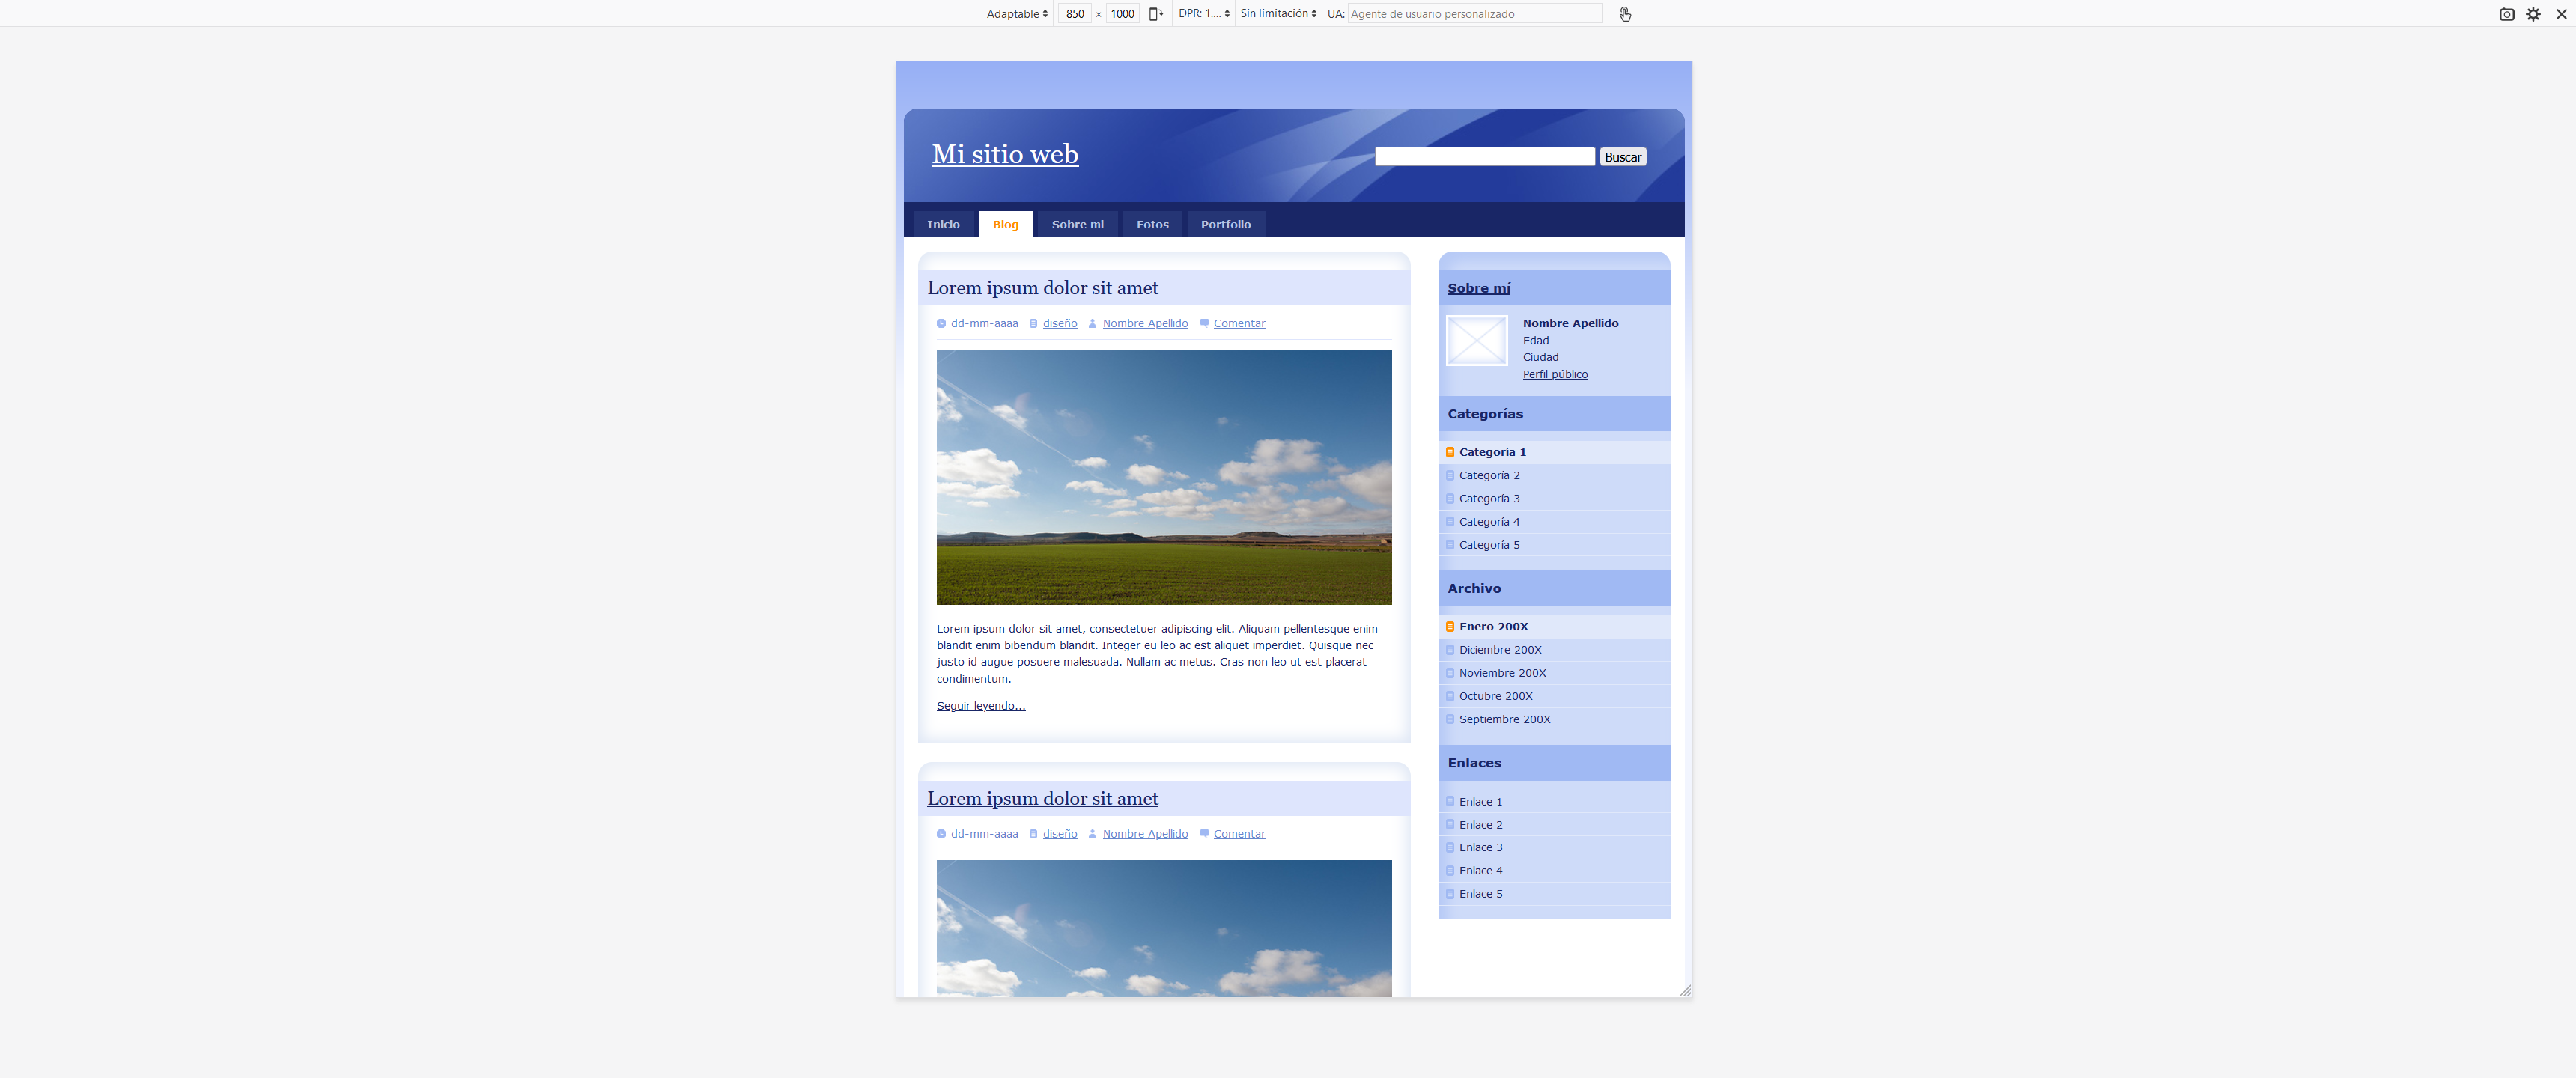 Adaptable 850 × 1000 DPR: 1.... Sin limitación UA: Agente de usuario personalizado
Mi sitio web
Buscar
Inicio Blog Sobre mi Fotos Portfolio
Lorem ipsum dolor sit amet
dd-mm-aaaa diseño Nombre Apellido Comentar
Lorem ipsum dolor sit amet, consectetuer adipiscing elit. Aliquam pellentesque enim
blandit enim bibendum blandit. Integer eu leo ac est aliquet imperdiet. Quisque nec
justo id augue posuere malesuada. Nullam ac metus. Cras non leo ut est placerat
condimentum.
Seguir leyendo...
Lorem ipsum dolor sit amet
dd-mm-aaaa diseño Nombre Apellido Comentar
Sobre mí
Nombre Apellido
Edad
Ciudad
Perfil público
Categorías
Categoría 1
Categoría 2
Categoría 3
Categoría 4
Categoría 5
Archivo
Enero 200X
Diciembre 200X
Noviembre 200X
Octubre 200X
Septiembre 200X
Enlaces
Enlace 1
Enlace 2
Enlace 3
Enlace 4
Enlace 5